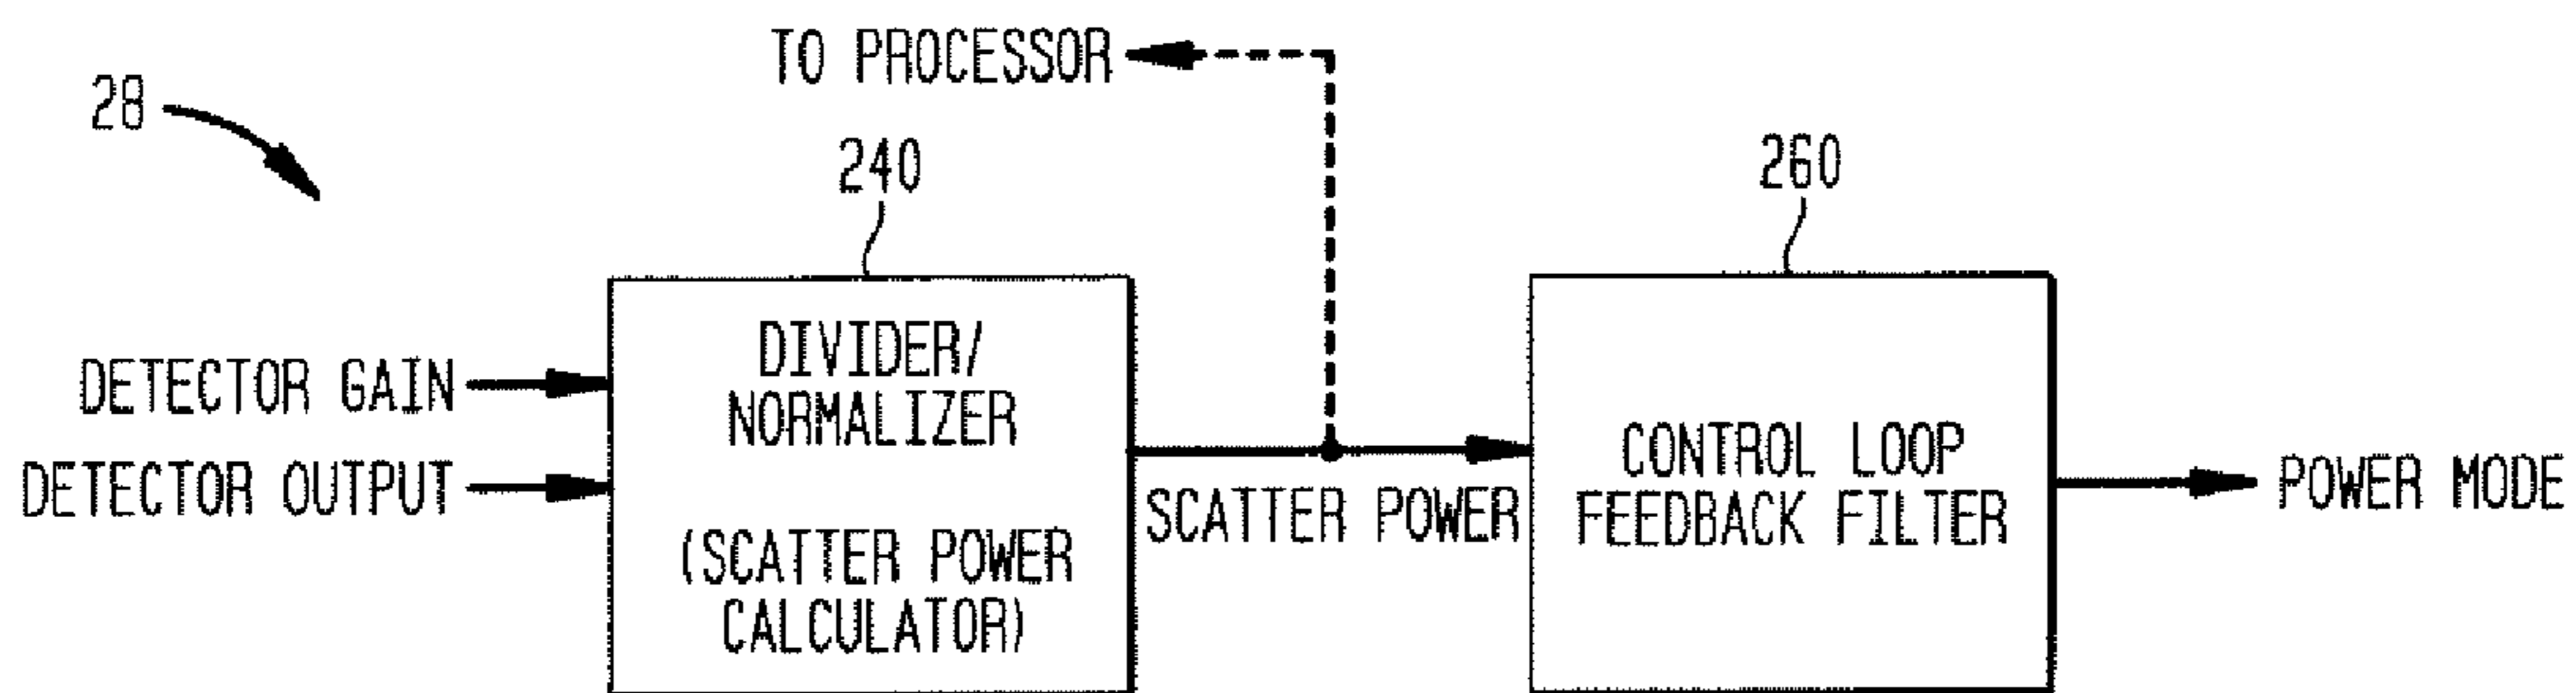 TO PROCESSOR
28
240
260
DETECTOR GAIN
DETECTOR OUTPUT
DIVIDER/
NORMALIZER
(SCATTER POWER
CALCULATOR)
SCATTER POWER
CONTROL LOOP
FEEDBACK FILTER
POWER MODE